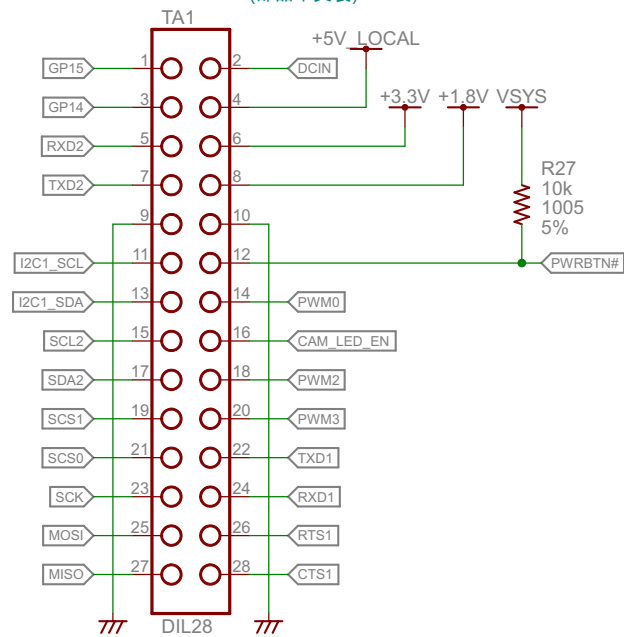 TA1
+5V_LOCAL
GP15 1 2 DCIN
GP14 3 4
+3.3V +1.8V VSYS
RXD2 5 6
TXD2 7 8
R27
10k
1005
5%
9 10
I2C1_SCL 11 12 PWRBTN#
I2C1_SDA 13 14 PWM0
SCL2 15 16 CAM_LED_EN
SDA2 17 18 PWM2
SCS1 19 20 PWM3
SCS0 21 22 TXD1
SCK 23 24 RXD1
MOSI 25 26 RTS1
MISO 27 28 CTS1
DIL28